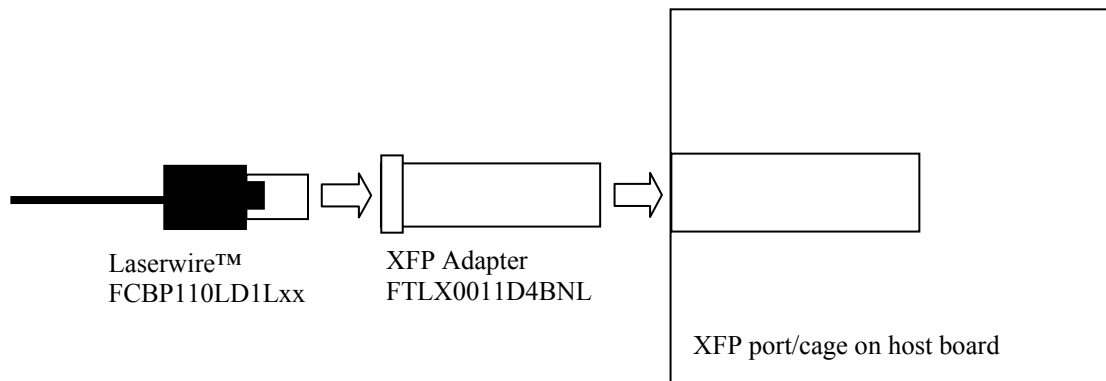 Laserwire™
FCBP110LD1Lxx
XFP Adapter
FTLX0011D4BNL
XFP port/cage on host board